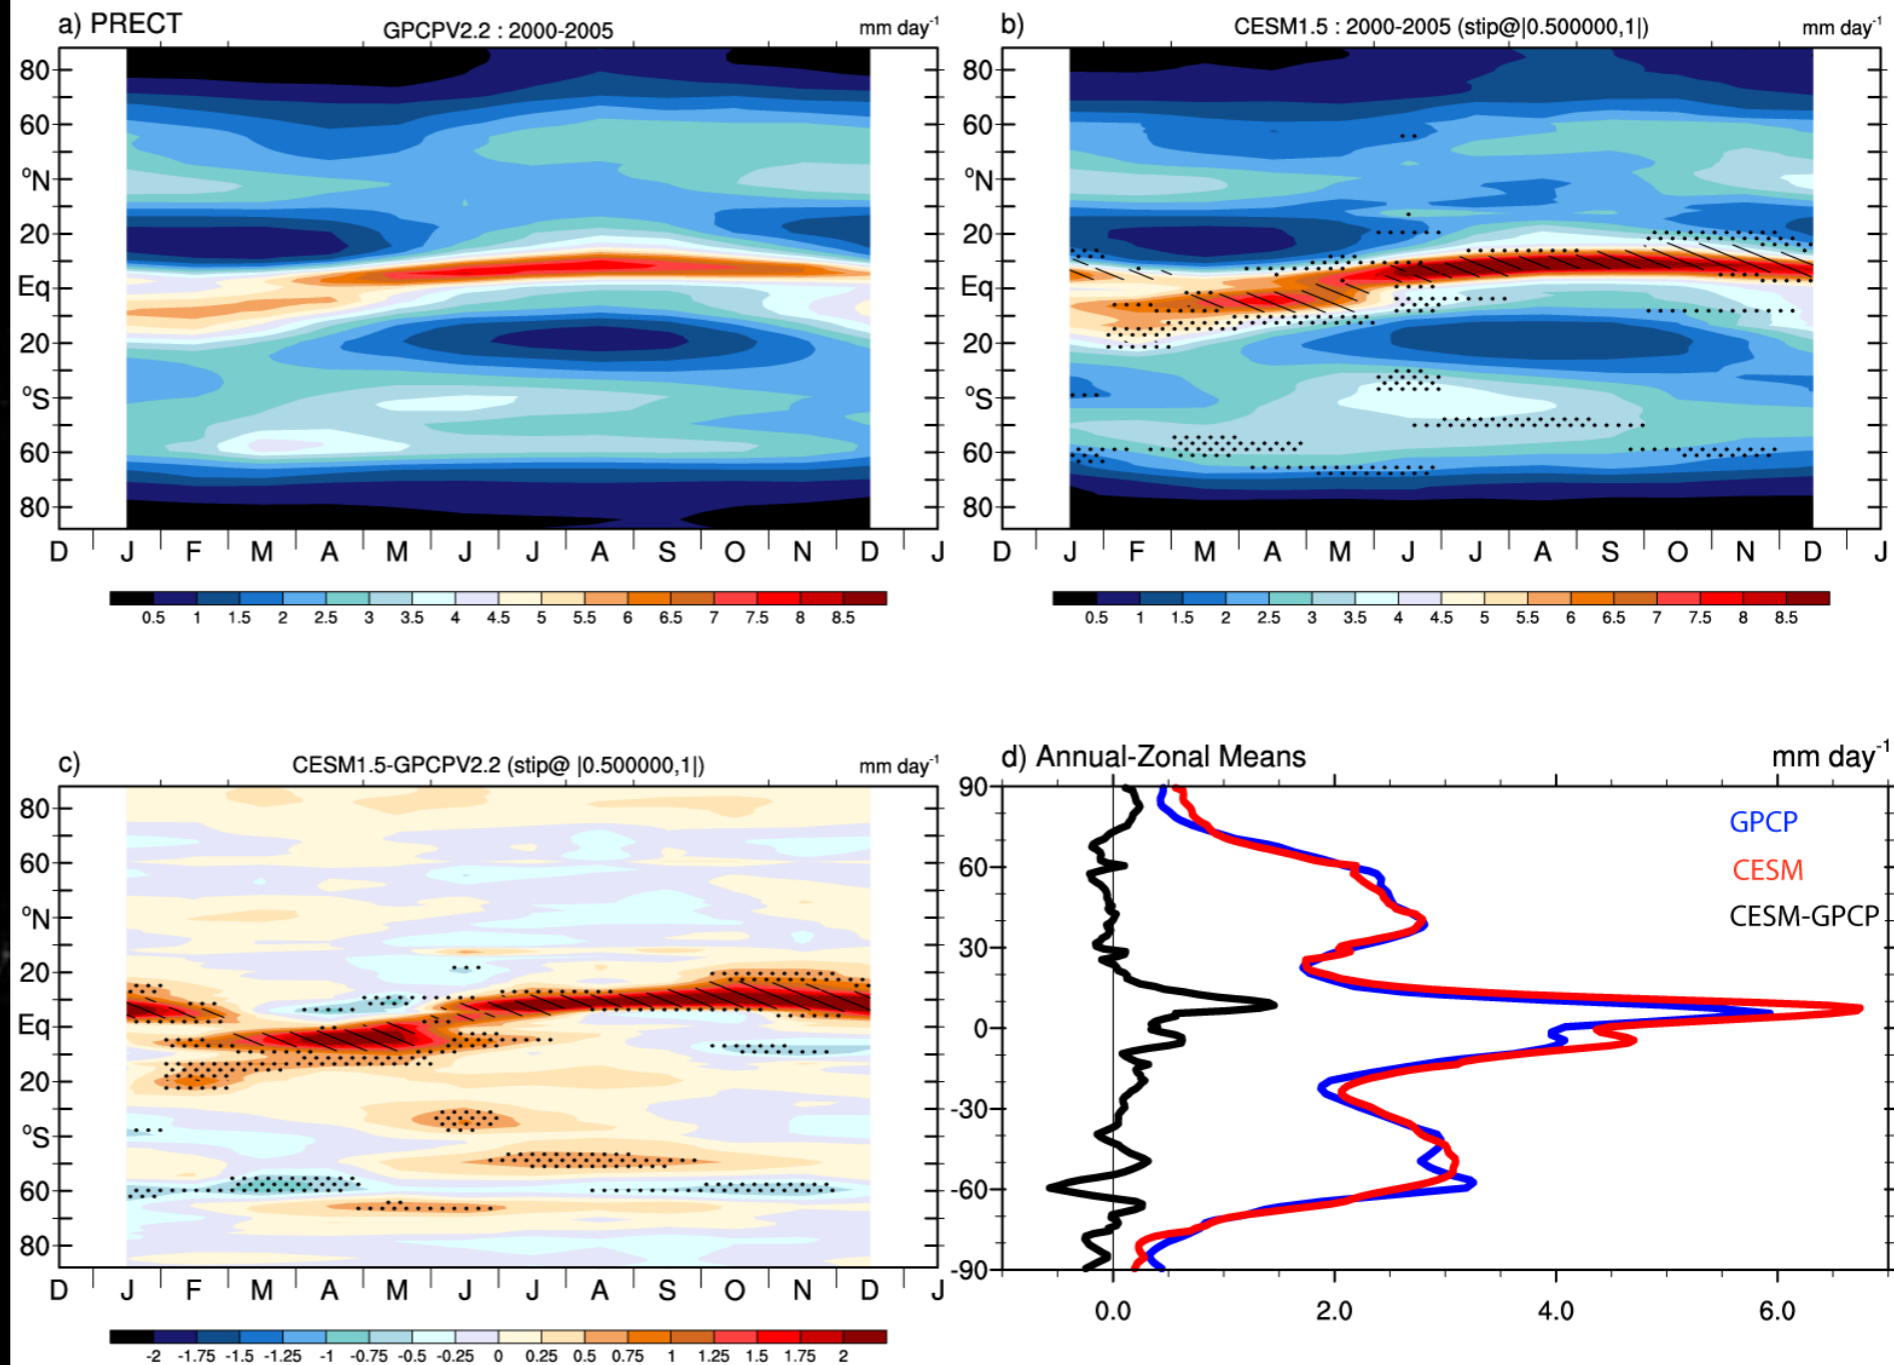 a) PRECT
GPCPV2.2 : 2000-2005
mm day-1
80
60
ºN
20
Eq
20
ºS
60
80
D J F M A M J J A S O N D J
0.5 1 1.5 2 2.5 3 3.5 4 4.5 5 5.5 6 6.5 7 7.5 8 8.5
b)
CESM1.5 : 2000-2005 (stip@|0.500000,1|)
mm day-1
80
60
ºN
20
Eq
20
ºS
60
80
D J F M A M J J A S O N D J
0.5 1 1.5 2 2.5 3 3.5 4 4.5 5 5.5 6 6.5 7 7.5 8 8.5
c)
CESM1.5-GPCPV2.2 (stip@ |0.500000,1|)
mm day-1
80
60
ºN
20
Eq
20
ºS
60
80
D J F M A M J J A S O N D J
-2 -1.75 -1.5 -1.25 -1 -0.75 -0.5 -0.25 0 0.25 0.5 0.75 1 1.25 1.5 1.75 2
d) Annual-Zonal Means
mm day-1
90
60
30
0
-30
-60
-90
GPCP
CESM
CESM-GPCP
0.0 2.0 4.0 6.0